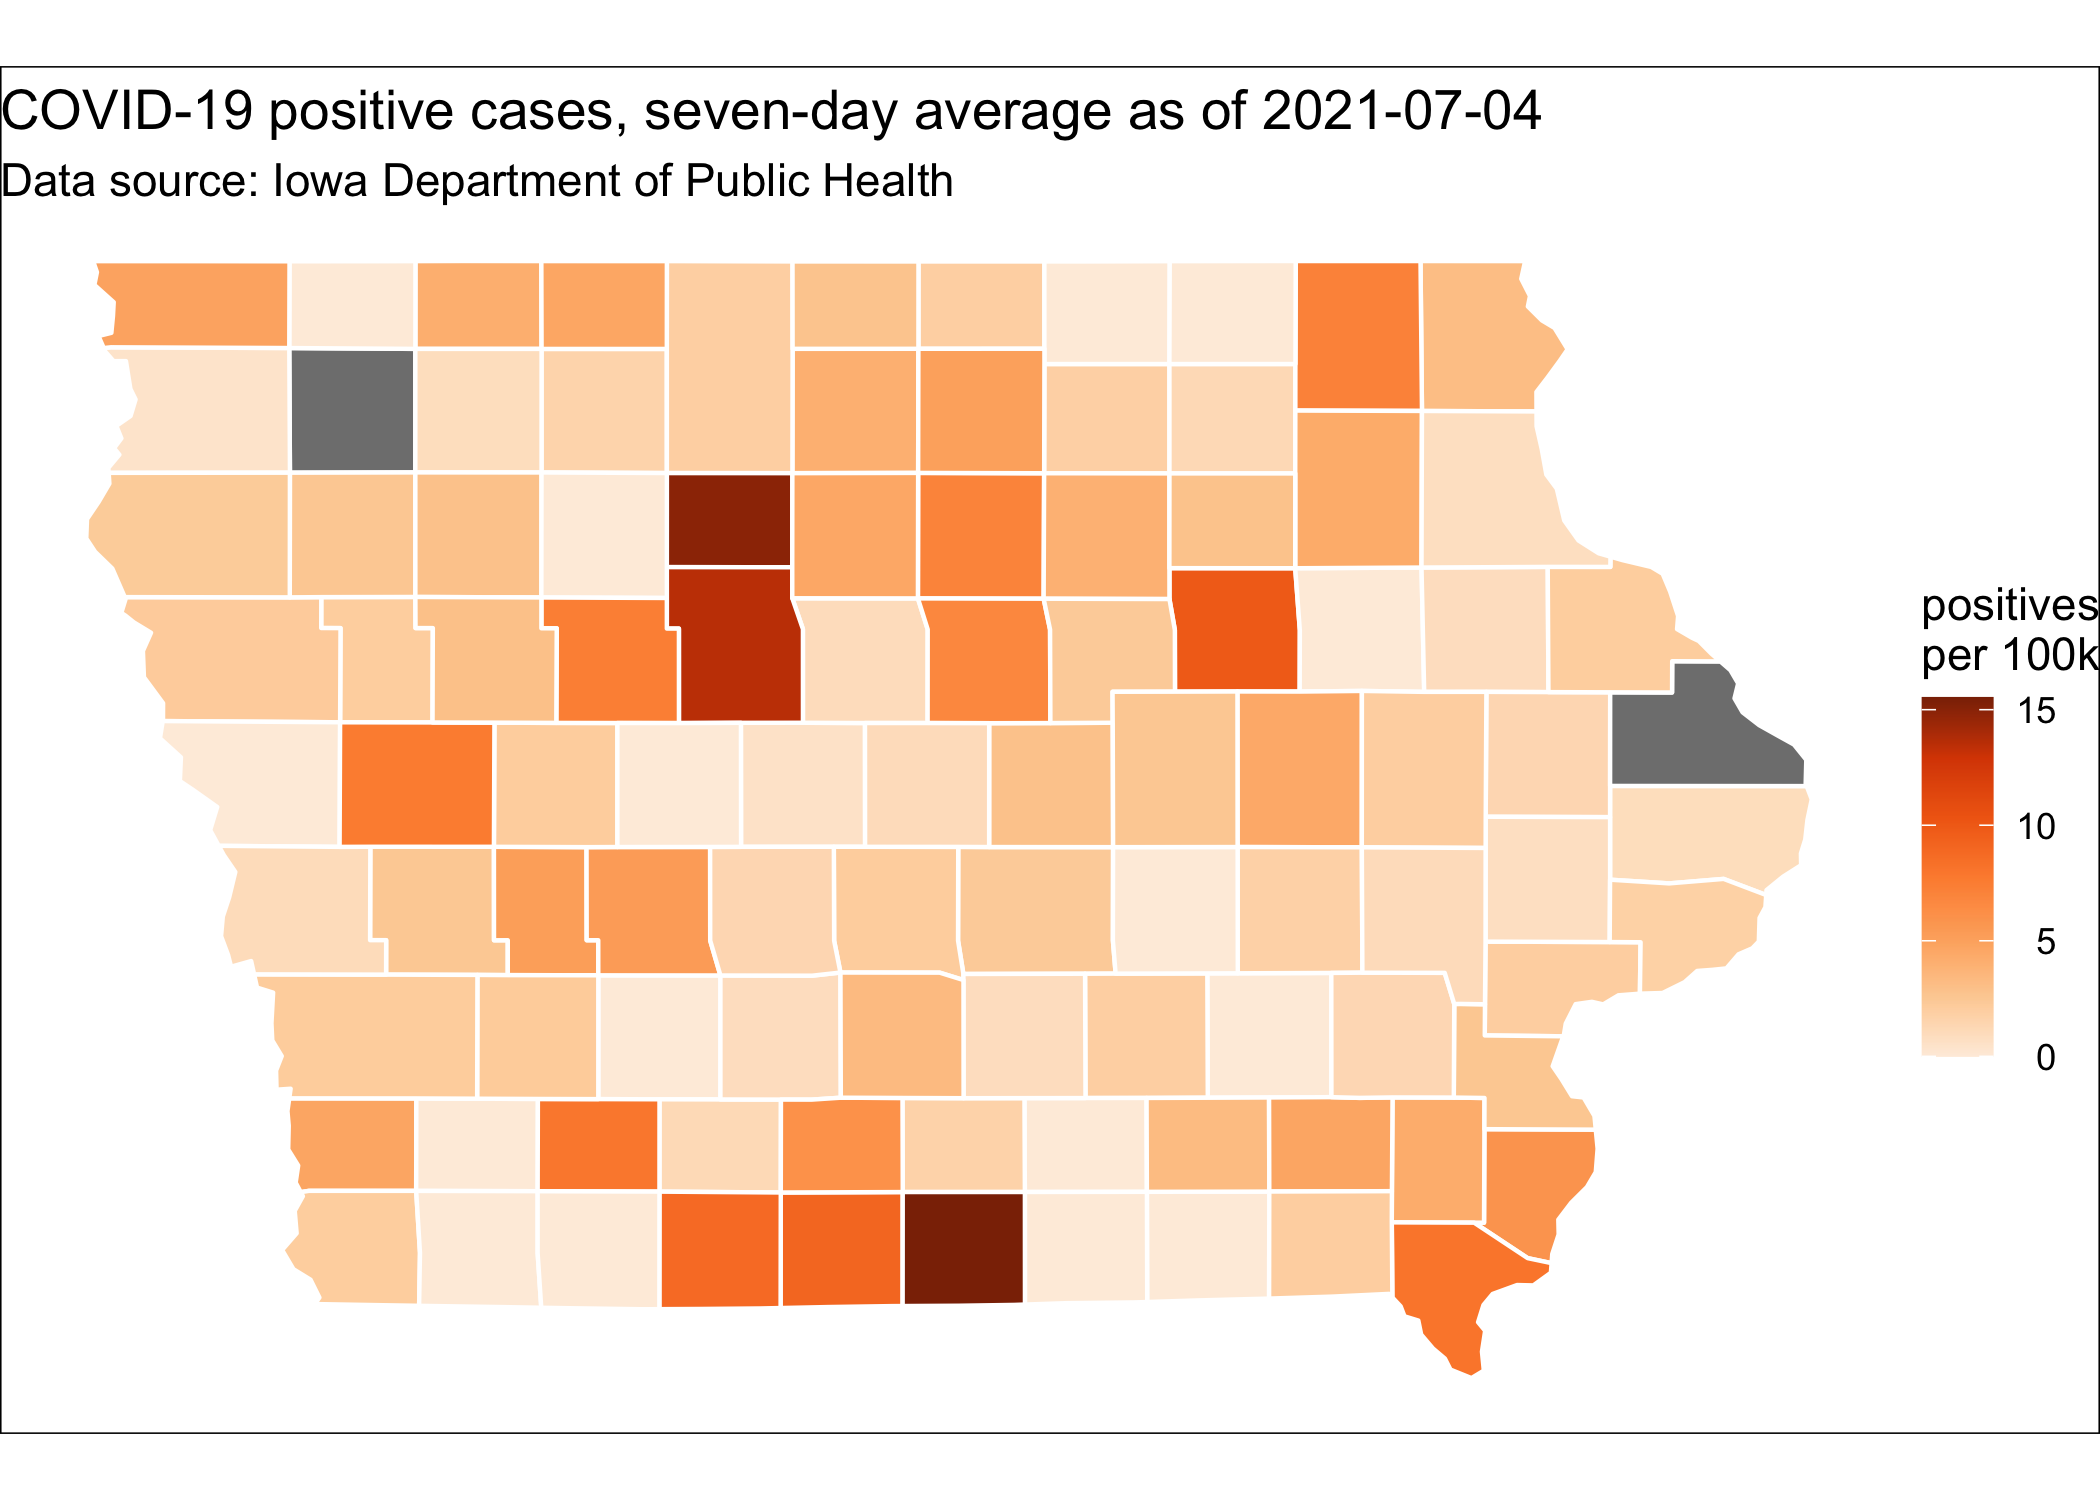 COVID-19 positive cases, seven-day average as of 2021-07-04
Data source: Iowa Department of Public Health
positives
per 100k
15
10
5
0